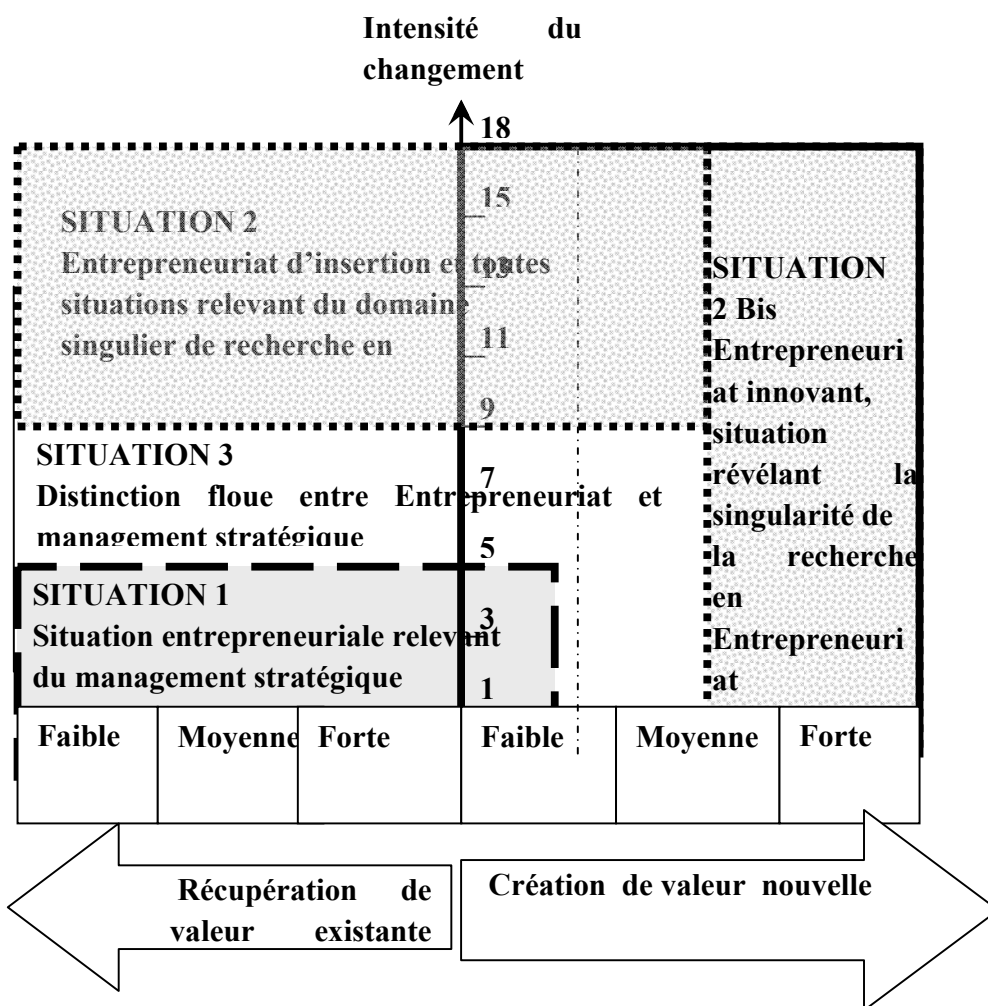 Intensité du
changement
18
15
SITUATION 2
Entrepreneuriat d'insertion et toutes
13
situations relevant du domaine
singulier de recherche en
11
9
SITUATION
2 Bis
Entrepreneuri
at innovant,
situation
révélant la
singularité de
la recherche
en
Entrepreneuri
at
SITUATION 3
Distinction floue entre Entrepreneuriat et
management stratégique
7
5
SITUATION 1
Situation entrepreneuriale relevant
du management stratégique
3
1
Faible Moyenne Forte Faible Moyenne Forte
Récupération de
valeur existante
Création de valeur nouvelle